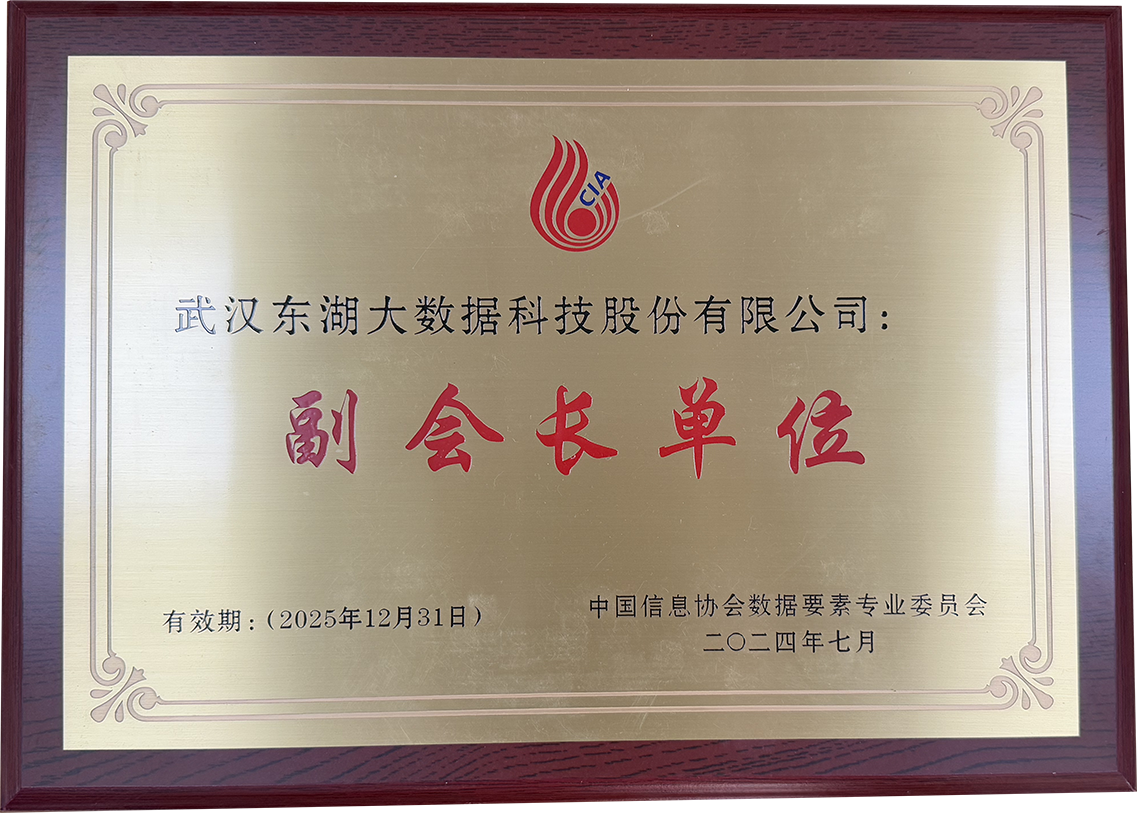 CIA
武汉东湖大数据科技股份有限公司：
副会长单位
有效期：（2025年12月31日）
中国信息协会数据要素专业委员会
二〇二四年七月